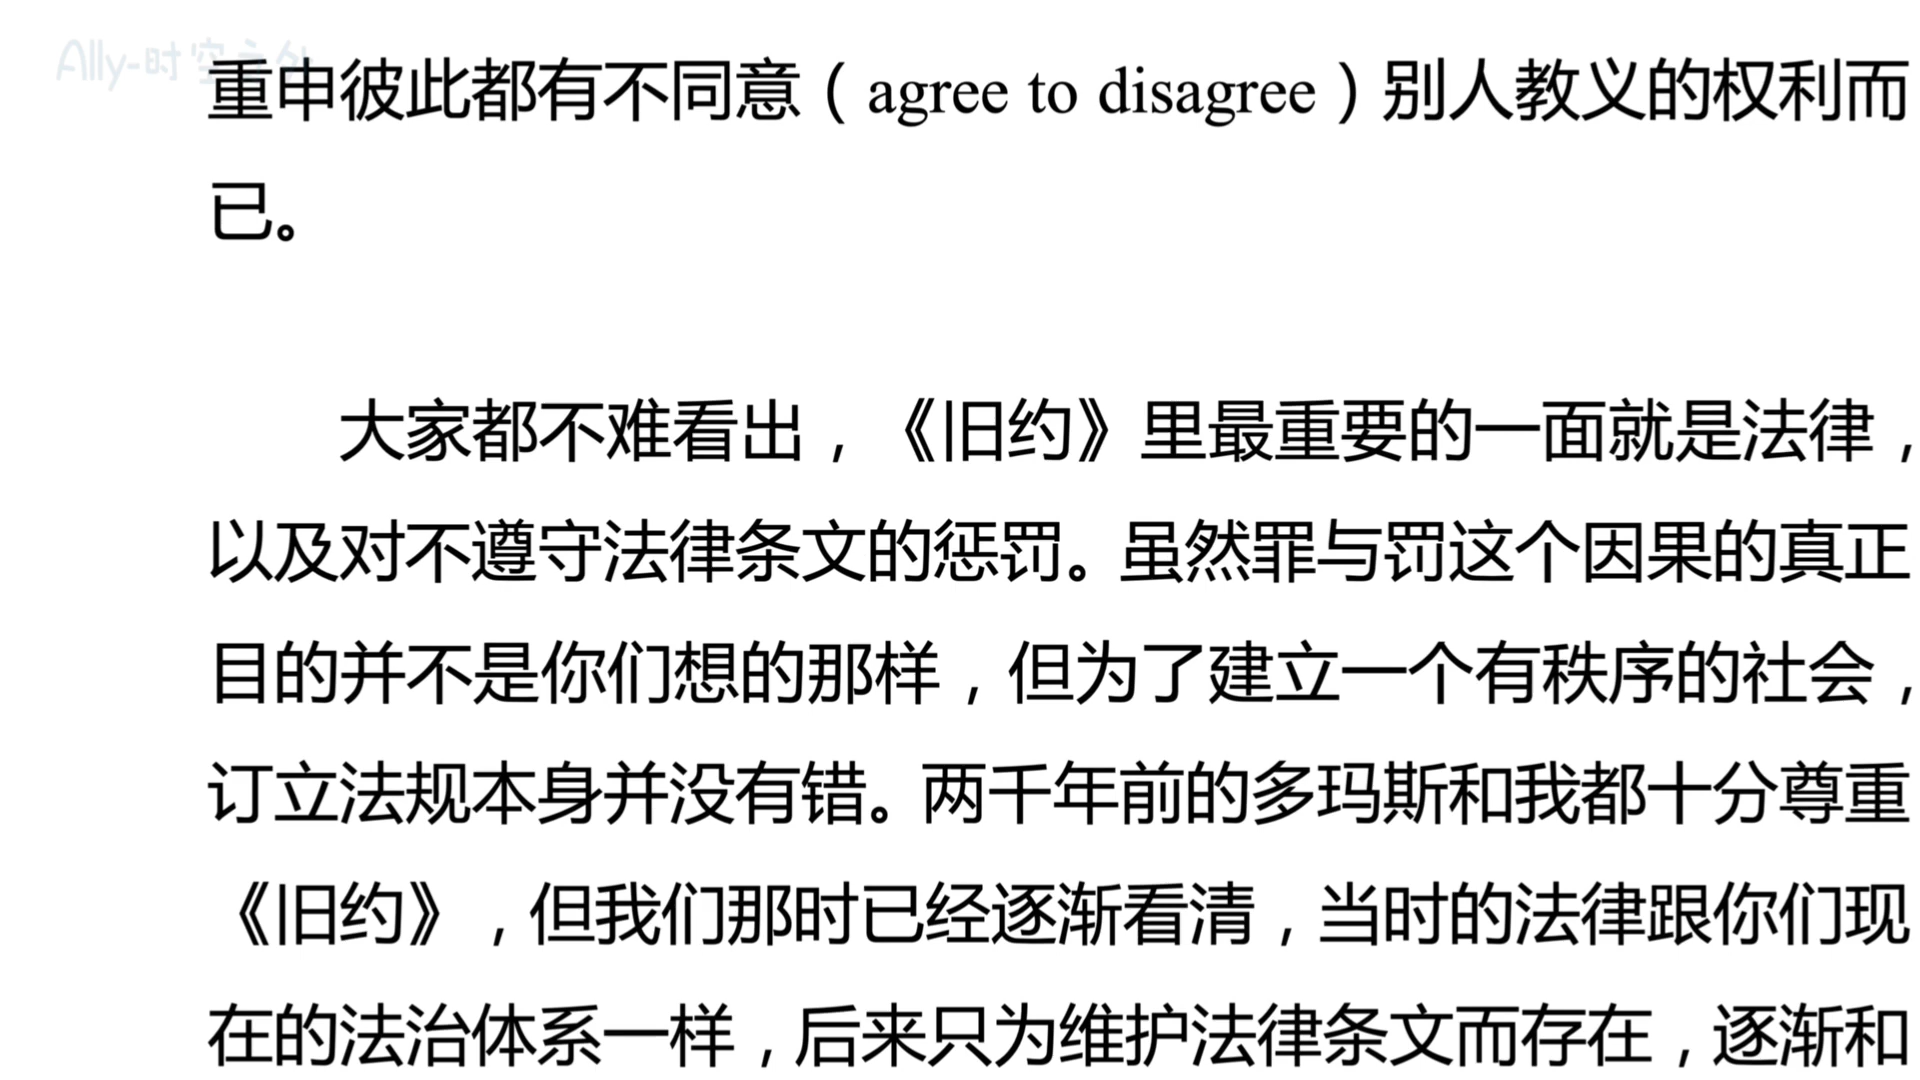 Ally-时空之外
重申彼此都有不同意（agree to disagree）别人教义的权利而
已。
大家都不难看出，《旧约》里最重要的一面就是法律，
以及对不遵守法律条文的惩罚。虽然罪与罚这个因果的真正
目的并不是你们想的那样，但为了建立一个有秩序的社会，
订立法规本身并没有错。两千年前的多玛斯和我都十分尊重
《旧约》，但我们那时已经逐渐看清，当时的法律跟你们现
在的法治体系一样，后来只为维护法律条文而存在，逐渐和